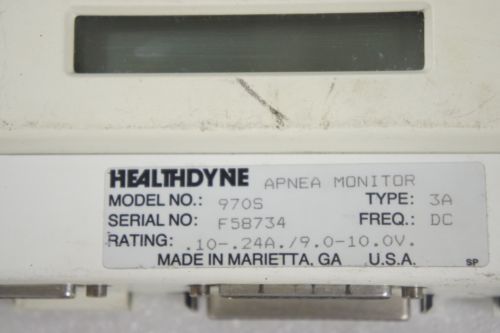 HEALTHDYNE APNEA MONITOR
MODEL NO.: 970S TYPE: 3A
SERIAL NO: F58734 FREQ.: DC
RATING: .10-.24A./9.0-10.0V.
MADE IN MARIETTA, GA U.S.A. SP